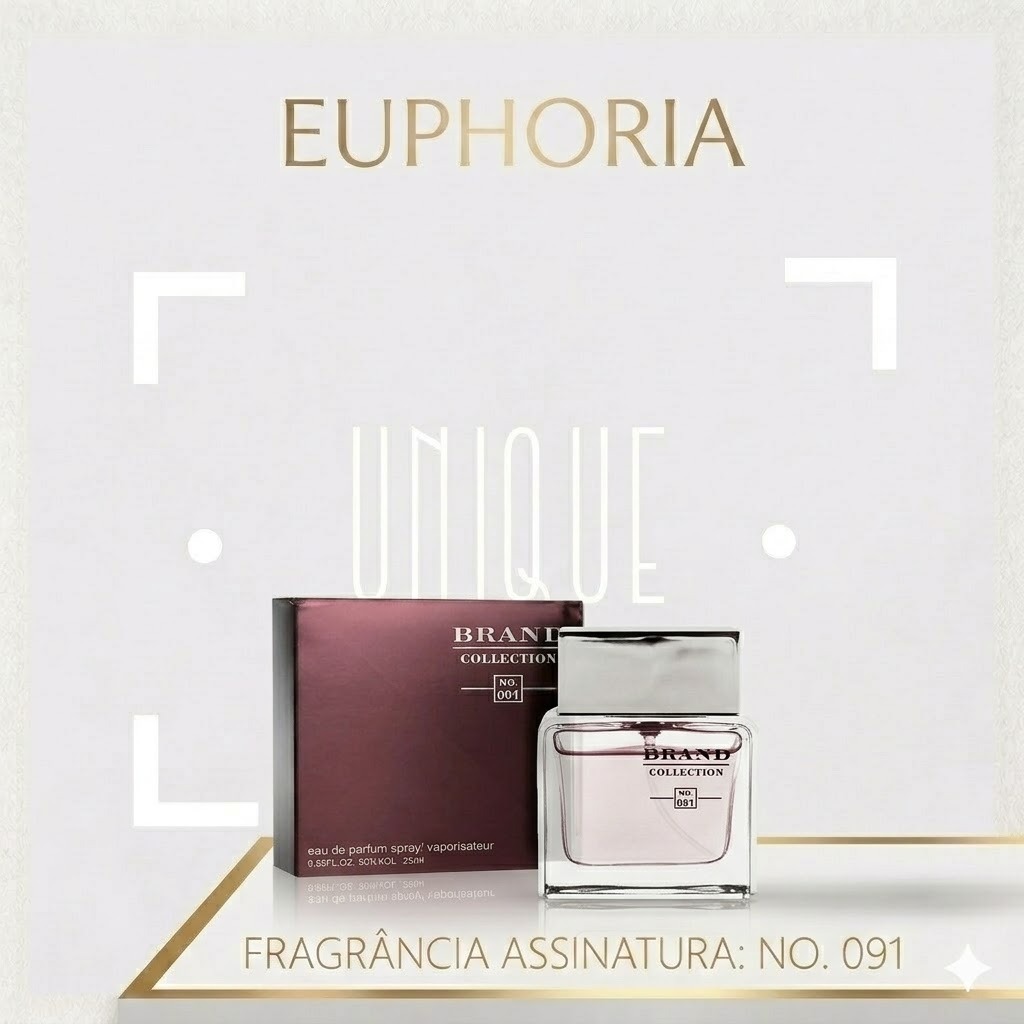 EUPHORIA
UNIQUE
BRAND
COLLECTION
NO.
001
eau de parfum spray/ vaporisateur
BRAND
COLLECTION
NO.
091
FRAGRÂNCIA ASSINATURA: NO. 091